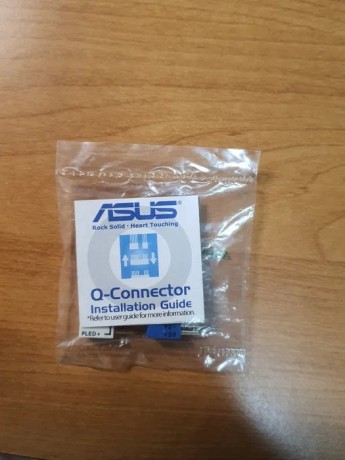 ASUS
Rock Solid · Heart Touching
Q-Connector
Installation Guide
*Refer to user guide for more information.
PLED+